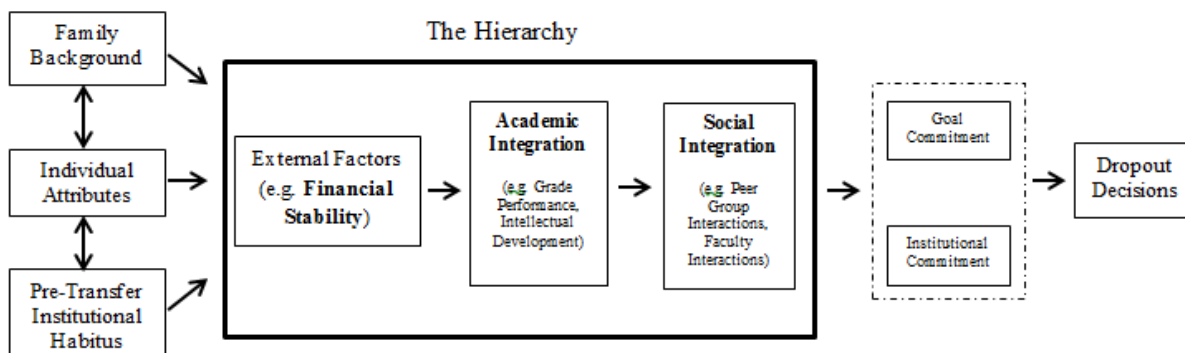 Family
Background
Individual
Attributes
Pre-Transfer
Institutional
Habitus
The Hierarchy
External Factors
(e.g. Financial
Stability)
Academic
Integration
(e.g. Grade
Performance,
Intellectual
Development)
Social
Integration
(e.g. Peer
Group
Interactions,
Faculty
Interactions)
Goal
Commitment
Institutional
Commitment
Dropout
Decisions